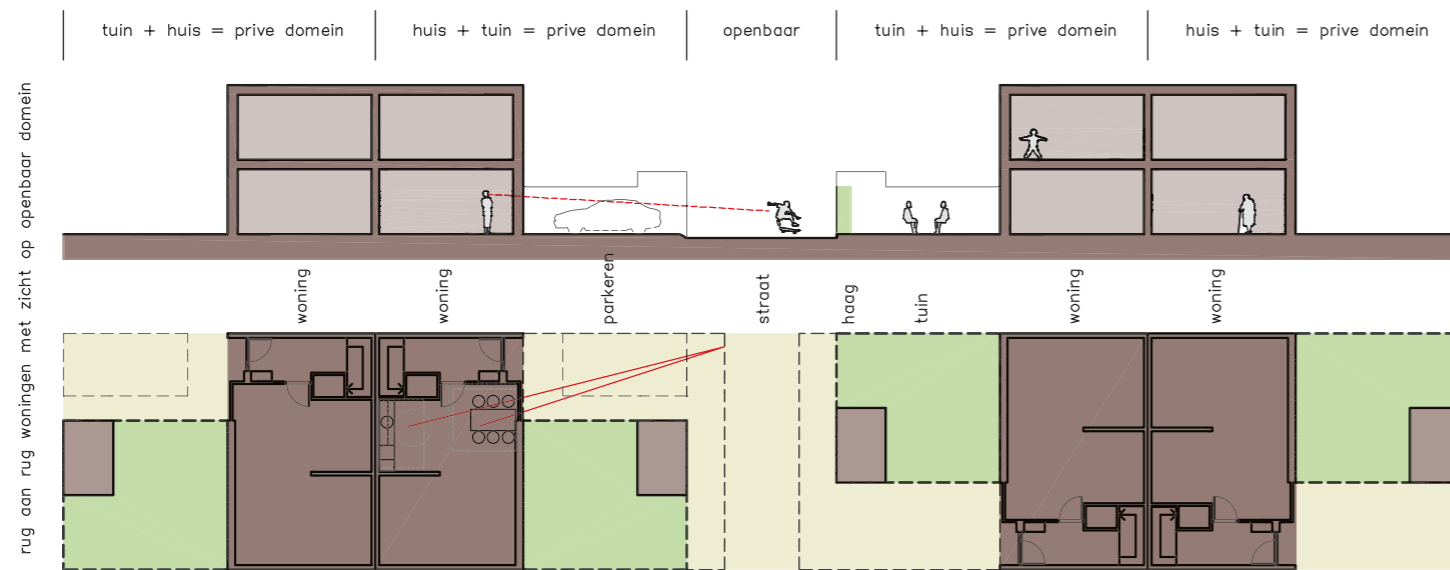 tuin + huis = prive domein
huis + tuin = prive domein
openbaar
tuin + huis = prive domein
huis + tuin = prive domein
rug aan rug woningen met zicht op openbaar domein
woning
woning
parkeren
straat
haag
tuin
woning
woning